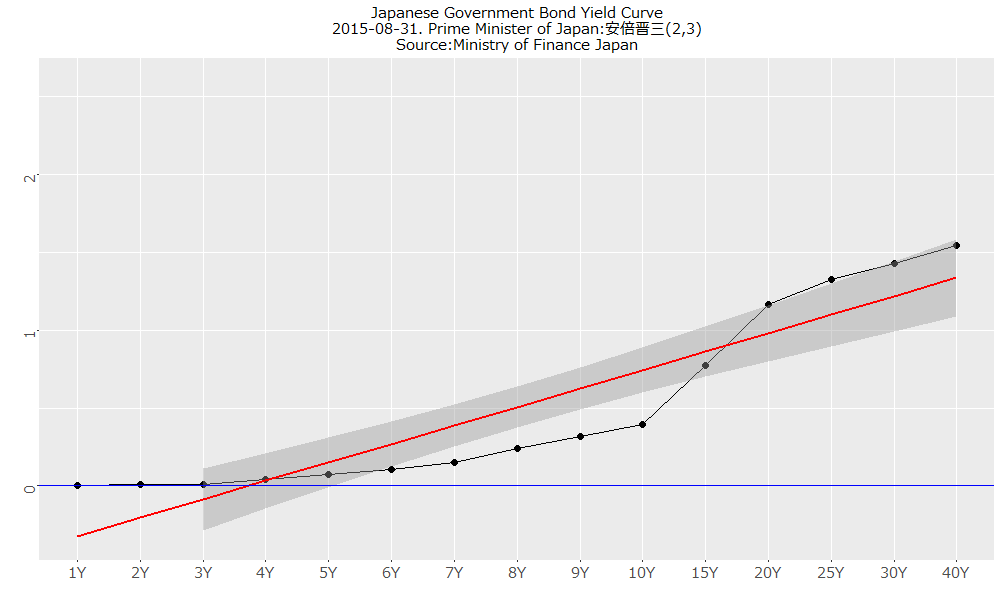 Japanese Government Bond Yield Curve
2015-08-31. Prime Minister of Japan:安倍晋三(2,3)
Source:Ministry of Finance Japan
2
1
0
1Y 2Y 3Y 4Y 5Y 6Y 7Y 8Y 9Y 10Y 15Y 20Y 25Y 30Y 40Y